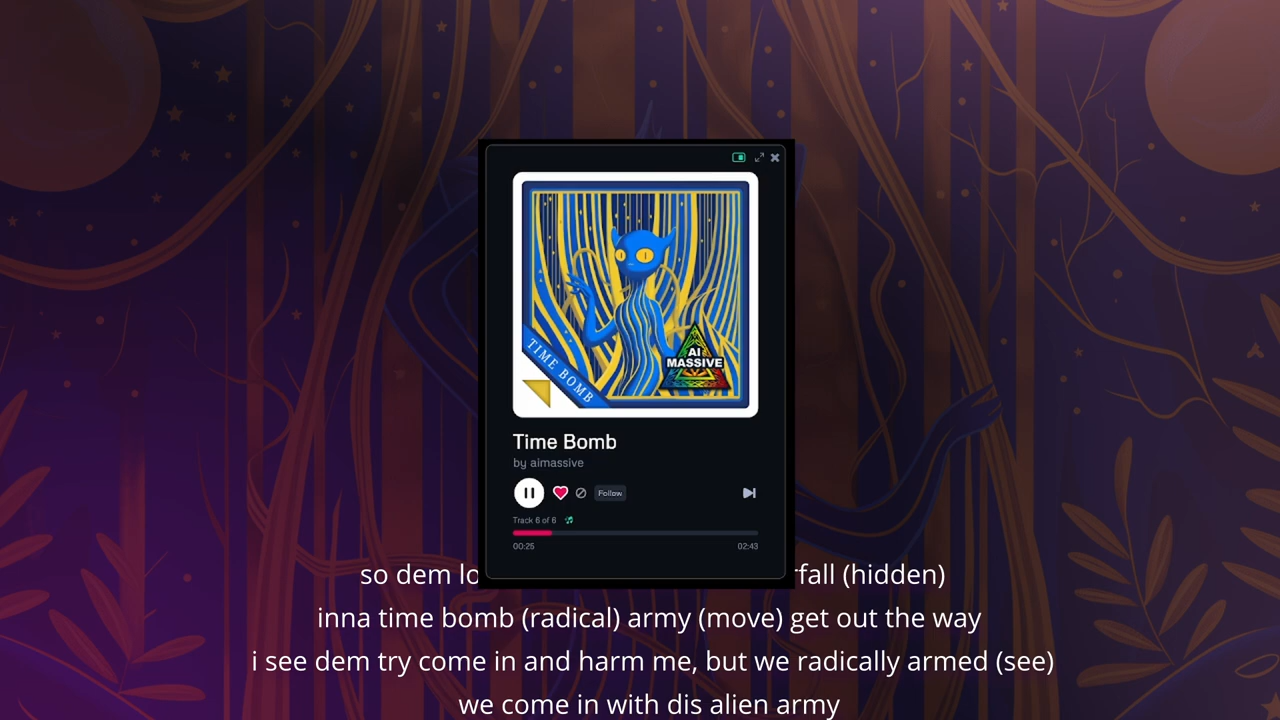 TIME BOMB
AI
MASSIVE
Time Bomb
by aimassive
Follow
Track 6 of 6
00:25
02:43
so dem lo rfall (hidden)
inna time bomb (radical) army (move) get out the way
i see dem try come in and harm me, but we radically armed (see)
we come in with dis alien army